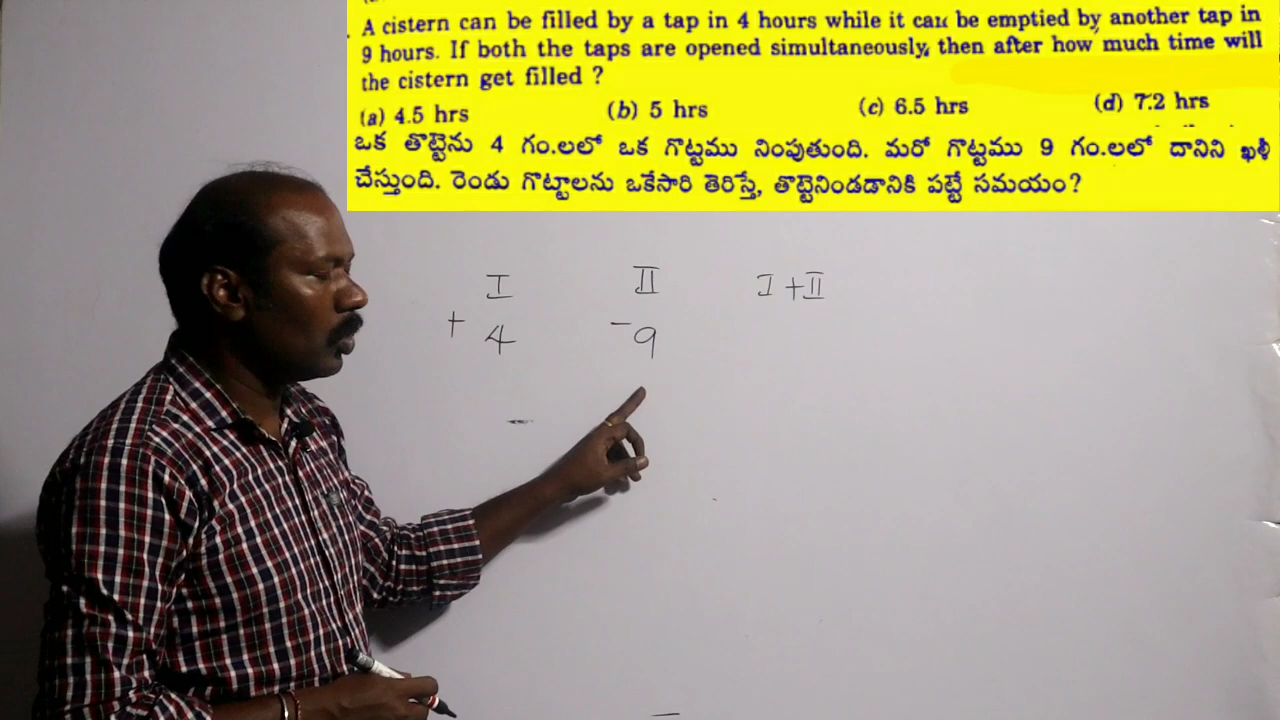 A cistern can be filled by a tap in 4 hours while it can be emptied by another tap in
9 hours. If both the taps are opened simultaneously, then after how much time will
the cistern get filled ?
(a) 4.5 hrs (b) 5 hrs (c) 6.5 hrs (d) 7.2 hrs
ఒక తొట్టెను 4 గం.లలో ఒక గొట్టము నింపుతుంది. మరో గొట్టము 9 గం.లలో దానిని ఖాళీ
చేస్తుంది. రెండు గొట్టాలను ఒకేసారి తెరిస్తే, తొట్టెనిండడానికి పట్టే సమయం?
I II I + II
+ 4 - 9